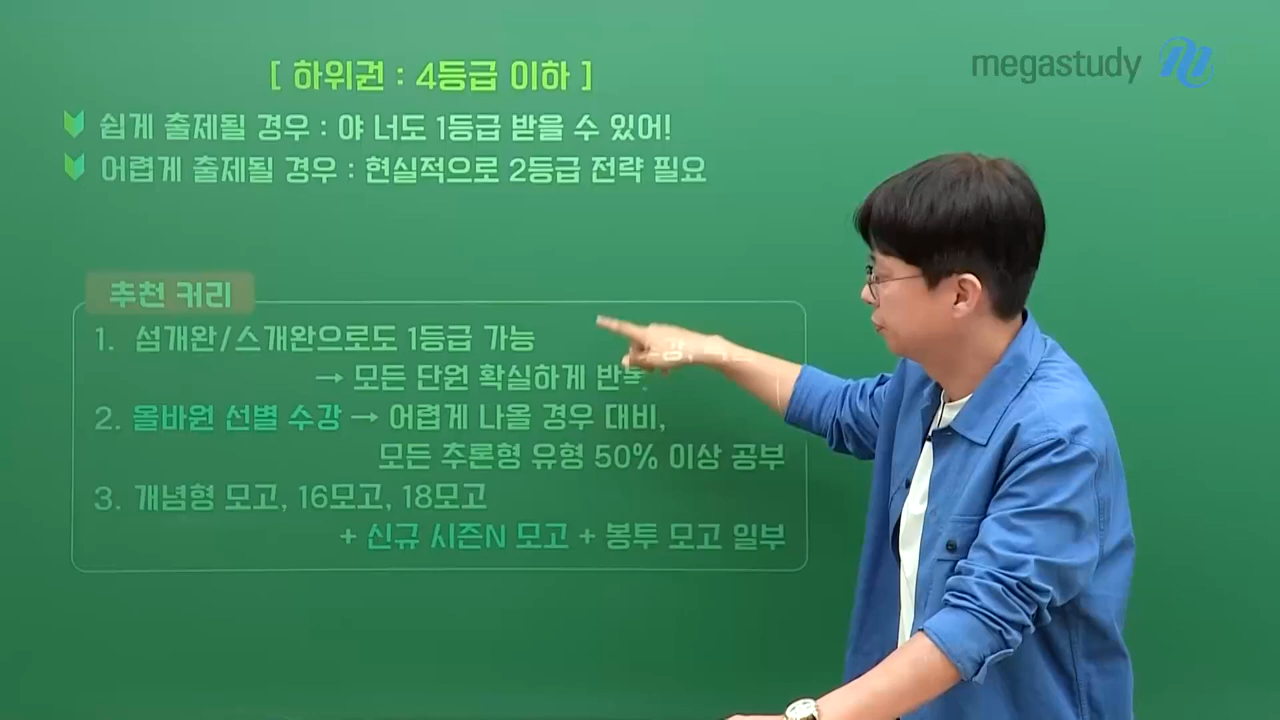 [ 하위권 : 4등급 이하 ]
megastudy
쉽게 출제될 경우 : 야 너도 1등급 받을 수 있어!
어렵게 출제될 경우 : 현실적으로 2등급 전략 필요
추천 커리
1. 섬개완/스개완으로도 1등급 가능
→ 모든 단원 확실하게 반복
2. 올바원 선별 수강 → 어렵게 나올 경우 대비,
모든 추론형 유형 50% 이상 공부
3. 개념형 모고, 16모고, 18모고
+ 신규 시즌N 모고 + 봉투 모고 일부